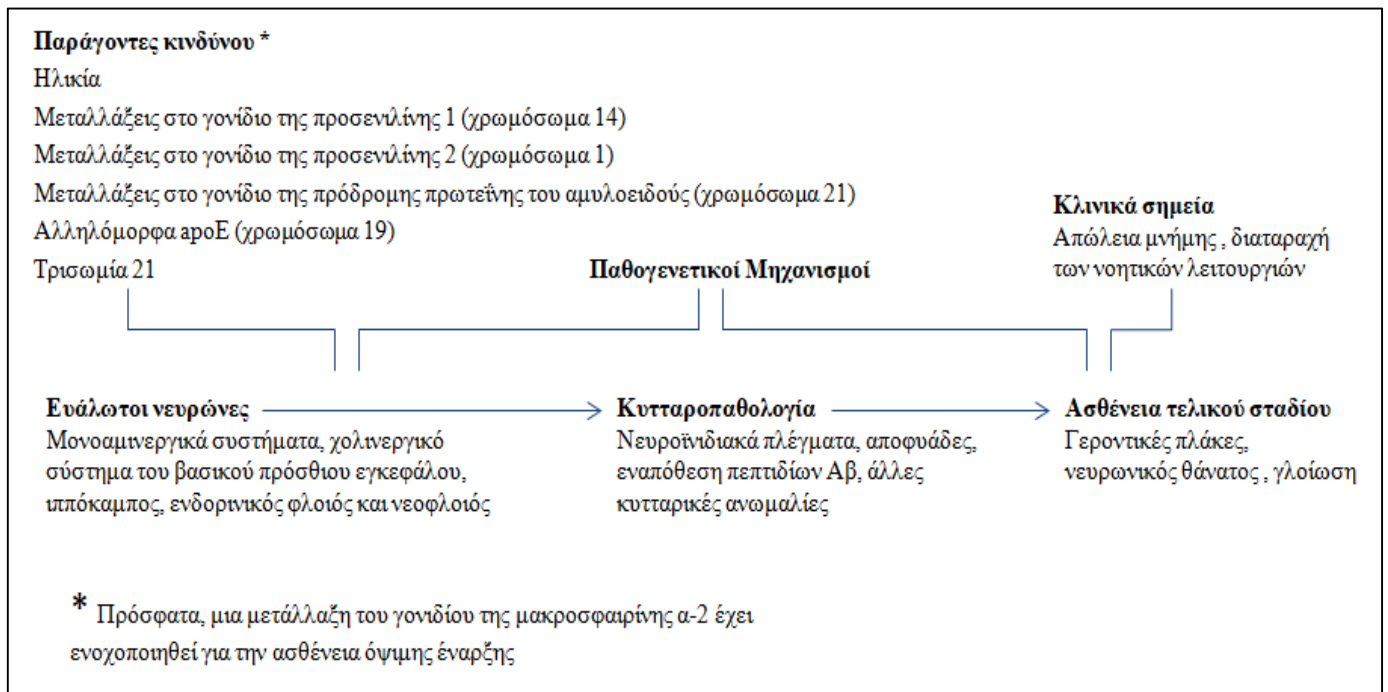 Παράγοντες κινδύνου *
Ηλικία
Μεταλλάξεις στο γονίδιο της προσενιλίνης 1 (χρωμόσωμα 14)
Μεταλλάξεις στο γονίδιο της προσενιλίνης 2 (χρωμόσωμα 1)
Μεταλλάξεις στο γονίδιο της πρόδρομης πρωτεΐνης του αμυλοειδούς (χρωμόσωμα 21)
Αλληλόμορφα apoE (χρωμόσωμα 19)
Τρισωμία 21
Παθογενετικοί Μηχανισμοί
Κλινικά σημεία
Απώλεια μνήμης , διαταραχή
των νοητικών λειτουργιών
Ευάλωτοι νευρώνες
Μονοαμινεργικά συστήματα, χολινεργικό
σύστημα του βασικού πρόσθιου εγκεφάλου,
ιππόκαμπος, ενδορινικός φλοιός και νεοφλοιός
Κυτταροπαθολογία
Νευροϊνιδιακά πλέγματα, αποφυάδες,
εναπόθεση πεπτιδίων Αβ, άλλες
κυτταρικές ανωμαλίες
Ασθένεια τελικού σταδίου
Γεροντικές πλάκες,
νευρωνικός θάνατος , γλοίωση
* Πρόσφατα, μια μετάλλαξη του γονιδίου της μακροσφαιρίνης α-2 έχει
ενοχοποιηθεί για την ασθένεια όψιμης έναρξης